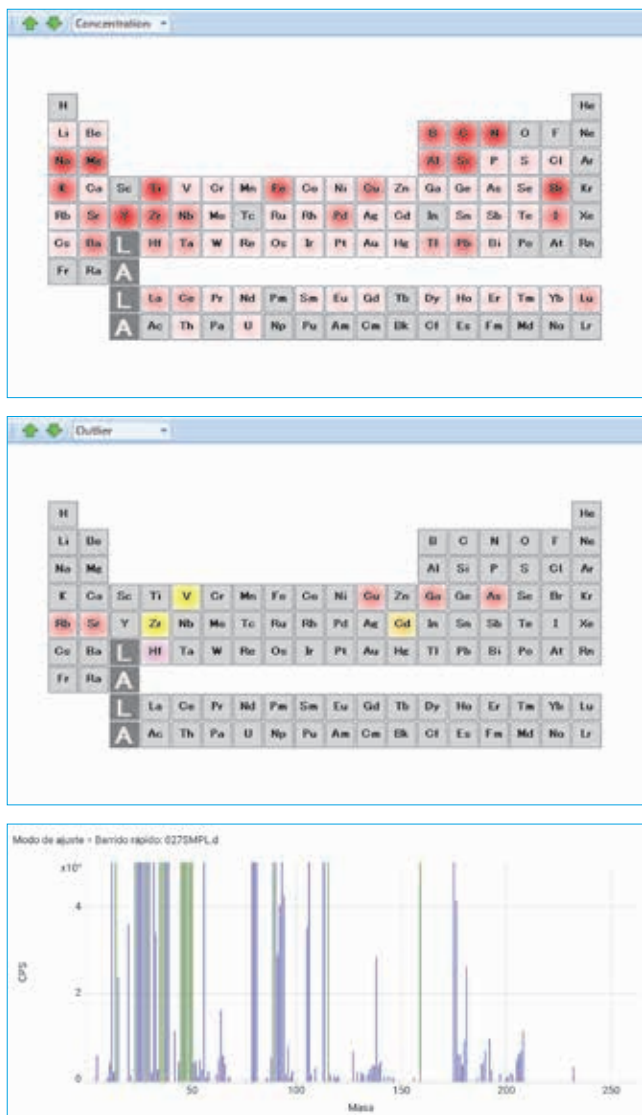 Concentration
H He
Li Be B C N O F Ne
Na Mg Al Si P S Cl Ar
K Ca Sc Ti V Cr Mn Fe Co Ni Cu Zn Ga Ge As Se Br Kr
Rb Sr Y Zr Nb Mo Tc Ru Rh Pd Ag Cd In Sn Sb Te I Xe
Cs Ba L Hf Ta W Re Os Ir Pt Au Hg Tl Pb Bi Po At Rn
Fr Ra A
L La Ce Pr Nd Pm Sm Eu Gd Tb Dy Ho Er Tm Yb Lu
A Ac Th Pa U Np Pu Am Cm Bk Cf Es Fm Md No Lr
Outlier
H He
Li Be B C N O F Ne
Na Mg Al Si P S Cl Ar
K Ca Sc Ti V Cr Mn Fe Co Ni Cu Zn Ga Ge As Se Br Kr
Rb Sr Y Zr Nb Mo Tc Ru Rh Pd Ag Cd In Sn Sb Te I Xe
Cs Ba L Hf Ta W Re Os Ir Pt Au Hg Tl Pb Bi Po At Rn
Fr Ra A
L La Ce Pr Nd Pm Sm Eu Gd Tb Dy Ho Er Tm Yb Lu
A Ac Th Pa U Np Pu Am Cm Bk Cf Es Fm Md No Lr
Modo de ajuste = Barrido rápido: 027SMPL.d
4
CPS
2
0
50 100 150 200 250
Masa